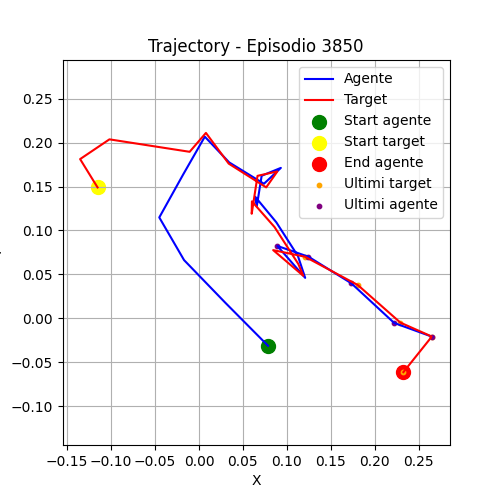 Trajectory - Episodio 3850
Agente
Target
Start agente
Start target
End agente
Ultimi target
Ultimi agente
0.25
0.20
0.15
0.10
0.05
0.00
−0.05
−0.10
−0.15 −0.10 −0.05 0.00 0.05 0.10 0.15 0.20 0.25
X